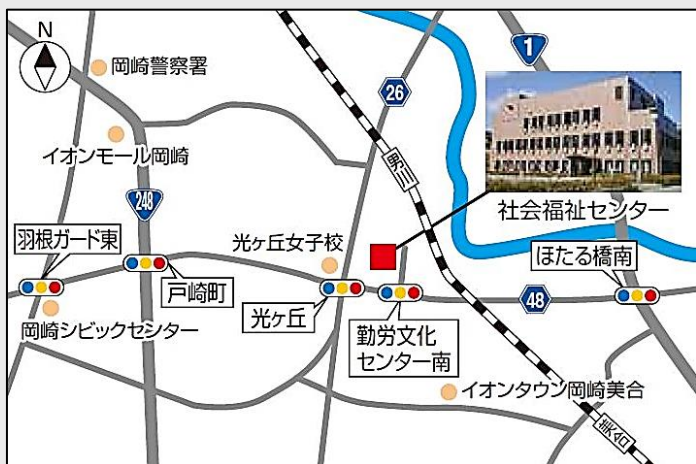 N
岡崎警察署
イオンモール岡崎
248
26
1
男川
社会福祉センター
羽根ガード東
戸崎町
光ヶ丘女子校
光ヶ丘
ほたる橋南
48
岡崎シビックセンター
勤労文化
センター南
イオンタウン岡崎美合
美合